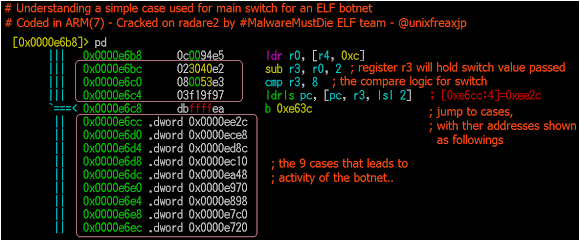 # Understanding a simple case used for main switch for an ELF botnet
# Coded in ARM(7) - Cracked on radare2 by #MalwareMustDie ELF team - @unixfreaxjp
[0x0000e6b8]> pd
0x0000e6b8 0c0094e5 ldr r0, [r4, 0xc]
0x0000e6bc 023040e2 sub r3, r0, 2 ; register r3 will hold switch value passed
0x0000e6c0 080053e3 cmp r3, 8 ; the compare logic for switch
0x0000e6c4 03f19f97 ldrls pc, [pc, r3, lsl 2] ; [0xe6cc:4]=0xee2c
0x0000e6c8 dbffffea b 0xe63c ; jump to cases,
0x0000e6cc .dword 0x0000ee2c ; with ther addresses shown
0x0000e6d0 .dword 0x0000ece8 as followings
0x0000e6d4 .dword 0x0000ed8c
0x0000e6d8 .dword 0x0000ec10 ; the 9 cases that leads to
0x0000e6dc .dword 0x0000ea48 ; activity of the botnet..
0x0000e6e0 .dword 0x0000e970
0x0000e6e4 .dword 0x0000e898
0x0000e6e8 .dword 0x0000e7c0
0x0000e6ec .dword 0x0000e720